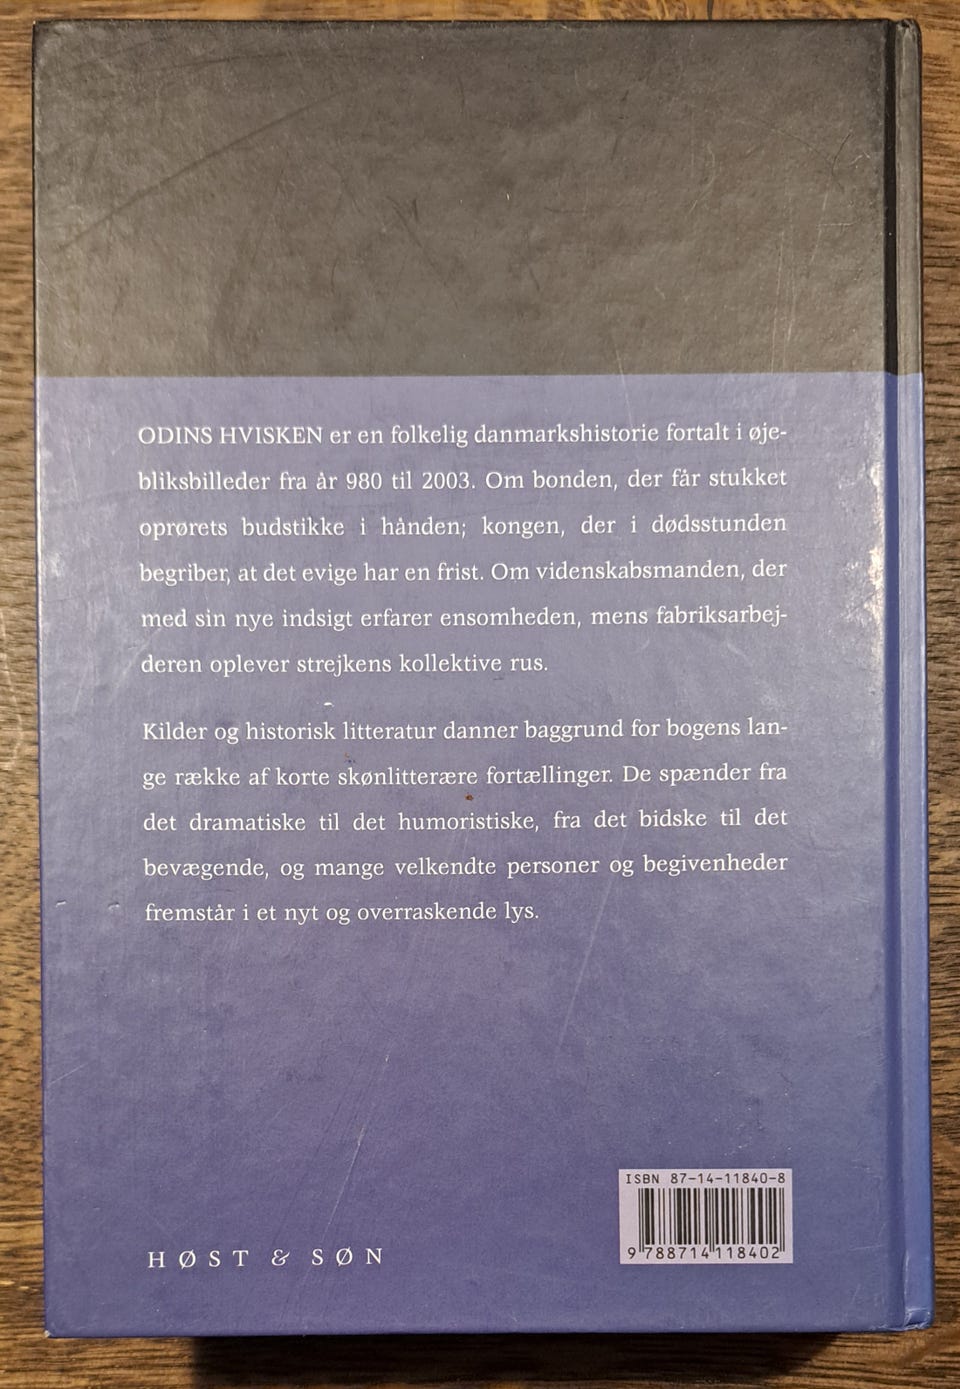 ODINS HVISKEN er en folkelig danmarkshistorie fortalt i øje-
bliksbilleder fra år 980 til 2003. Om bonden, der får stukket
oprørets budstikke i hånden; kongen, der i dødsstunden
begriber, at det evige har en frist. Om videnskabsmanden, der
med sin nye indsigt erfarer ensomheden, mens fabriksarbej-
deren oplever strejkens kollektive rus.
Kilder og historisk litteratur danner baggrund for bogens lan-
ge række af korte skønlitterære fortællinger. De spænder fra
det dramatiske til det humoristiske, fra det bidske til det
bevægende, og mange velkendte personer og begivenheder
fremstår i et nyt og overraskende lys.
ISBN 87-14-11840-8
9 788714 118402
HØST & SØN